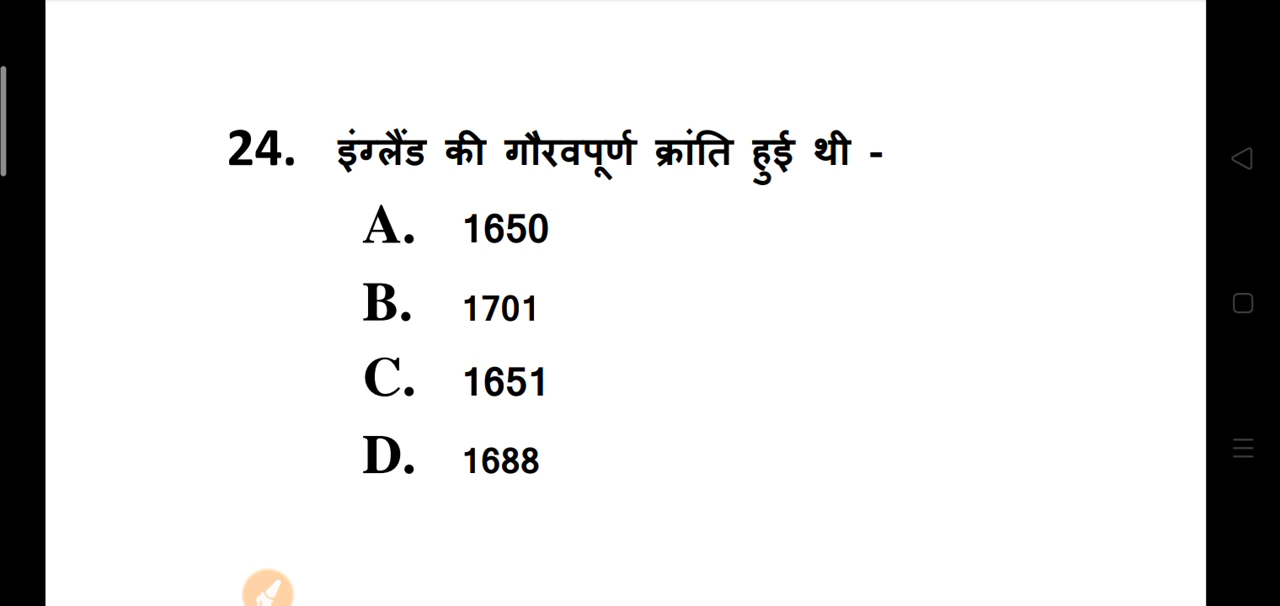 24. इंग्लैंड की गौरवपूर्ण क्रांति हुई थी -
A. 1650
B. 1701
C. 1651
D. 1688